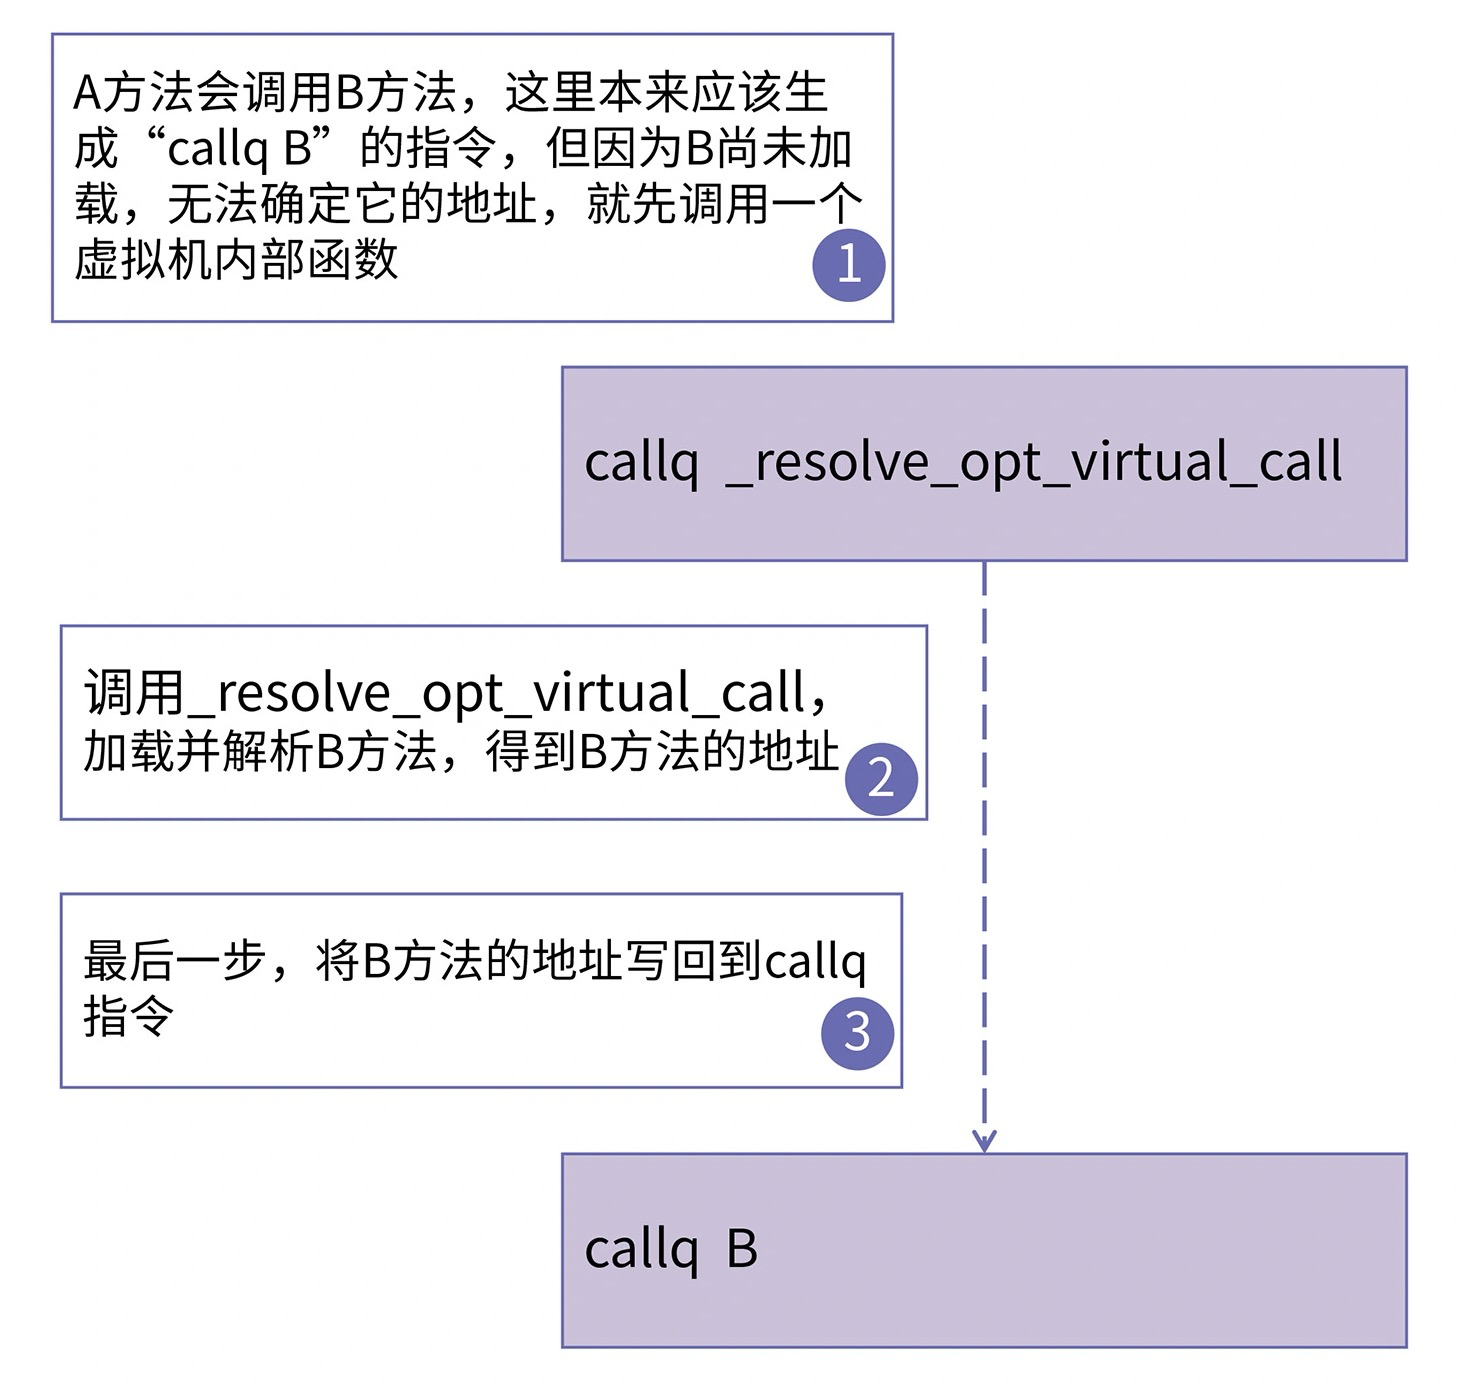 A方法会调用B方法，这里本来应该生
成“callq B”的指令，但因为B尚未加
载，无法确定它的地址，就先调用一个
虚拟机内部函数
1
callq _resolve_opt_virtual_call
调用_resolve_opt_virtual_call，
加载并解析B方法，得到B方法的地址
2
最后一步，将B方法的地址写回到callq
指令
3
callq B